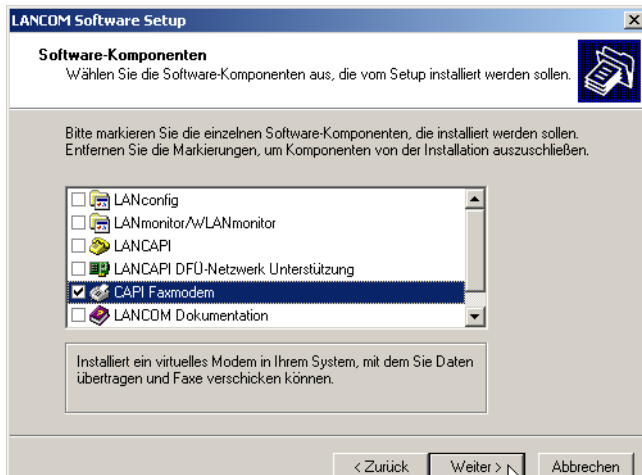 LANCOM Software Setup
Software-Komponenten
Wählen Sie die Software-Komponenten aus, die vom Setup installiert werden sollen.
Bitte markieren Sie die einzelnen Software-Komponenten, die installiert werden sollen.
Entfernen Sie die Markierungen, um Komponenten von der Installation auszuschließen.
LANconfig
LANmonitor/WLANmonitor
LANCAPI
LANCAPI DFÜ-Netzwerk Unterstützung
CAPI Faxmodem
LANCOM Dokumentation
Installiert ein virtuelles Modem in Ihrem System, mit dem Sie Daten
übertragen und Faxe verschicken können.
< Zurück
Weiter >
Abbrechen